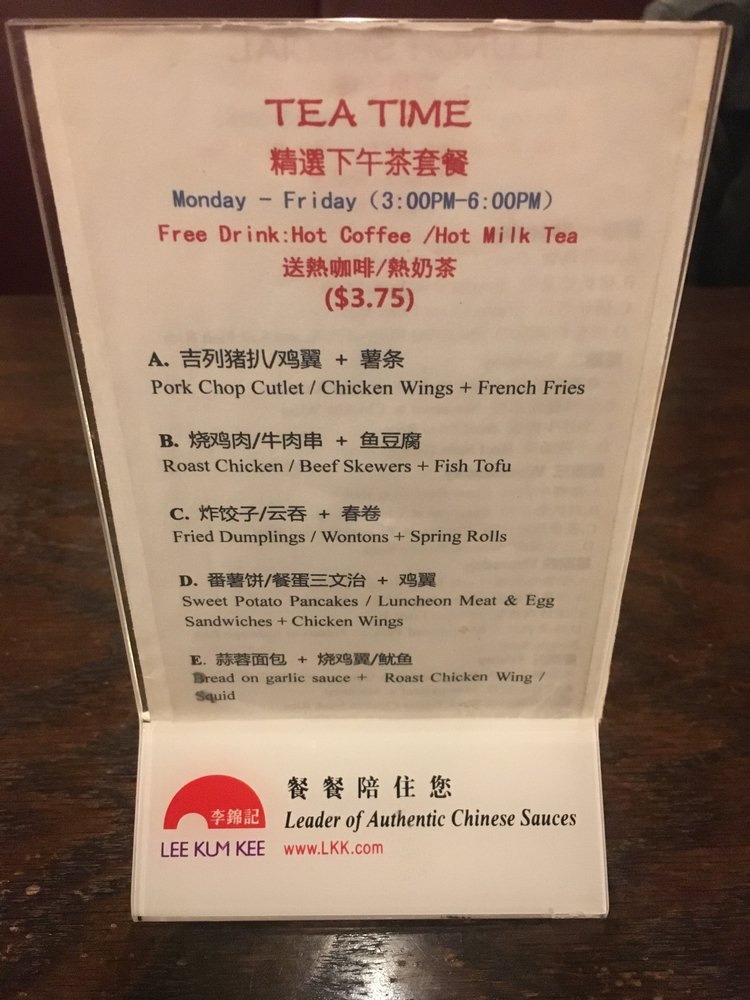 TEA TIME
精選下午茶套餐
Monday - Friday（3:00PM-6:00PM）
Free Drink:Hot Coffee /Hot Milk Tea
送熱咖啡/熱奶茶
($3.75)
A. 吉列猪扒/鸡翼 + 薯条
Pork Chop Cutlet / Chicken Wings + French Fries
B. 烧鸡肉/牛肉串 + 鱼豆腐
Roast Chicken / Beef Skewers + Fish Tofu
C. 炸饺子/云吞 + 春卷
Fried Dumplings / Wontons + Spring Rolls
D. 番薯饼/餐蛋三文治 + 鸡翼
Sweet Potato Pancakes / Luncheon Meat & Egg
Sandwiches + Chicken Wings
E. 蒜蓉面包 + 烧鸡翼/鱿鱼
Bread on garlic sauce + Roast Chicken Wing /
Squid
李錦記
LEE KUM KEE
餐餐陪住您
Leader of Authentic Chinese Sauces
www.LKK.com